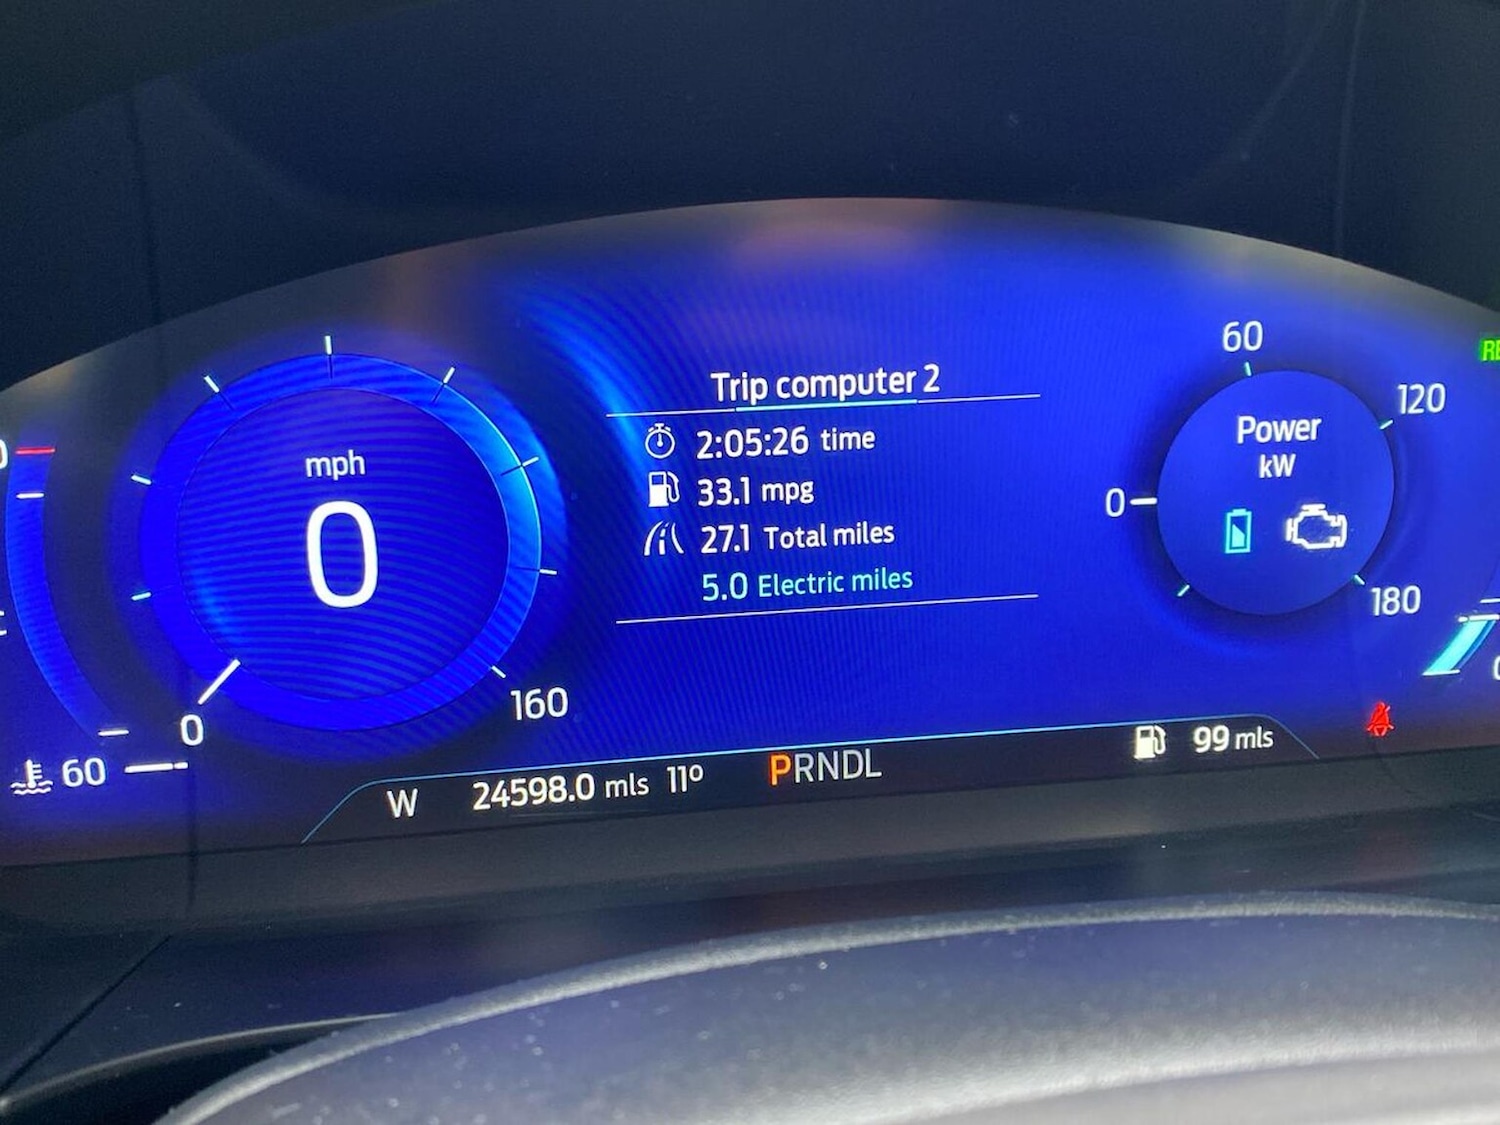 Trip computer 2
2:05:26 time
33.1 mpg
27.1 Total miles
5.0 Electric miles
mph
0
0
160
60
Power
kW
0
60
120
180
W 24598.0 mls 11º PRNDL 99 mls